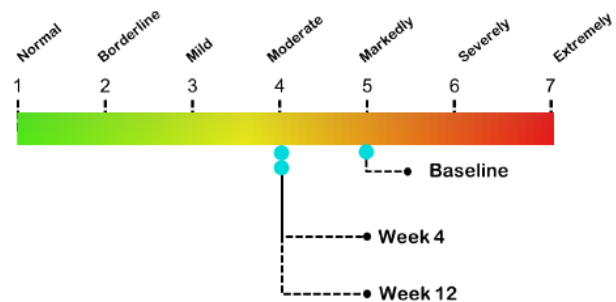 Normal
Borderline
Mild
Moderate
Markedly
Severely
Extremely
1 2 3 4 5 6 7
Baseline
Week 4
Week 12